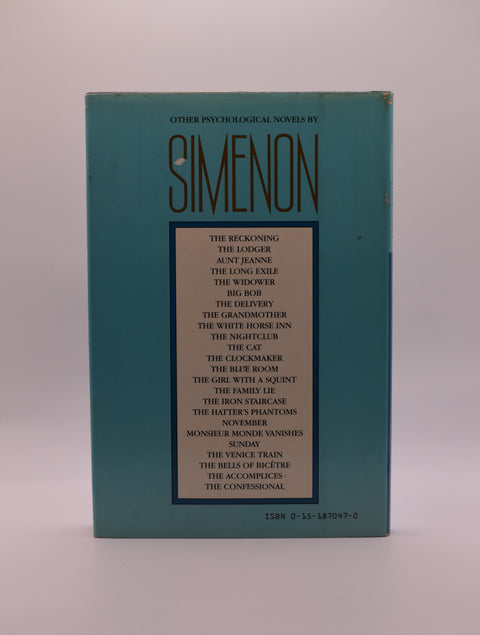 OTHER PSYCHOLOGICAL NOVELS BY
SIMENON
THE RECKONING
THE LODGER
AUNT JEANNE
THE LONG EXILE
THE WIDOWER
BIG BOB
THE DELIVERY
THE GRANDMOTHER
THE WHITE HORSE INN
THE NIGHTCLUB
THE CAT
THE CLOCKMAKER
THE BLUE ROOM
THE GIRL WITH A SQUINT
THE FAMILY LIE
THE IRON STAIRCASE
THE HATTER'S PHANTOMS
NOVEMBER
MONSIEUR MONDE VANISHES
SUNDAY
THE VENICE TRAIN
THE BELLS OF BICÊTRE
THE ACCOMPLICES
THE CONFESSIONAL
ISBN 0-15-187047-0